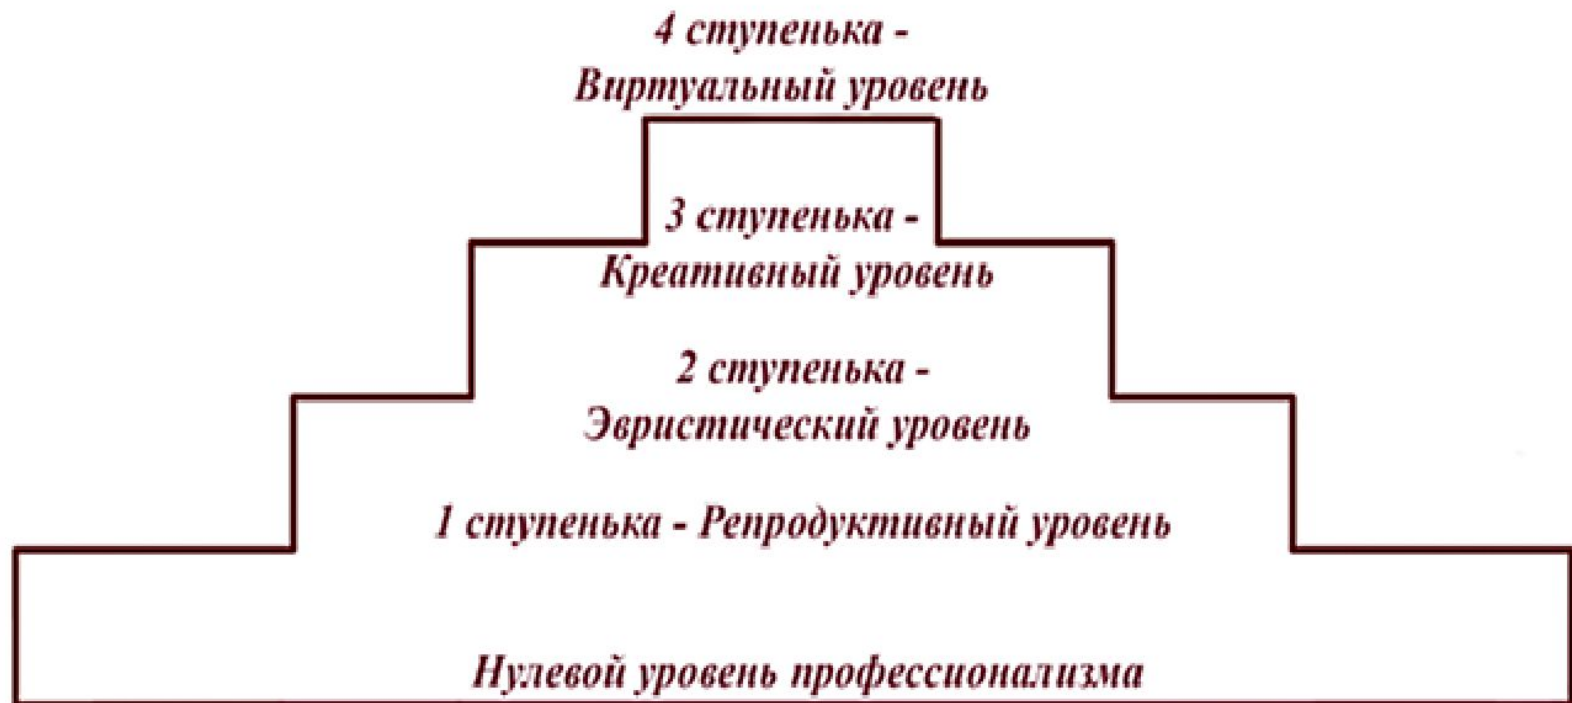 4 ступенька -
Виртуальный уровень
3 ступенька -
Креативный уровень
2 ступенька -
Эвристический уровень
1 ступенька - Репродуктивный уровень
Нулевой уровень профессионализма